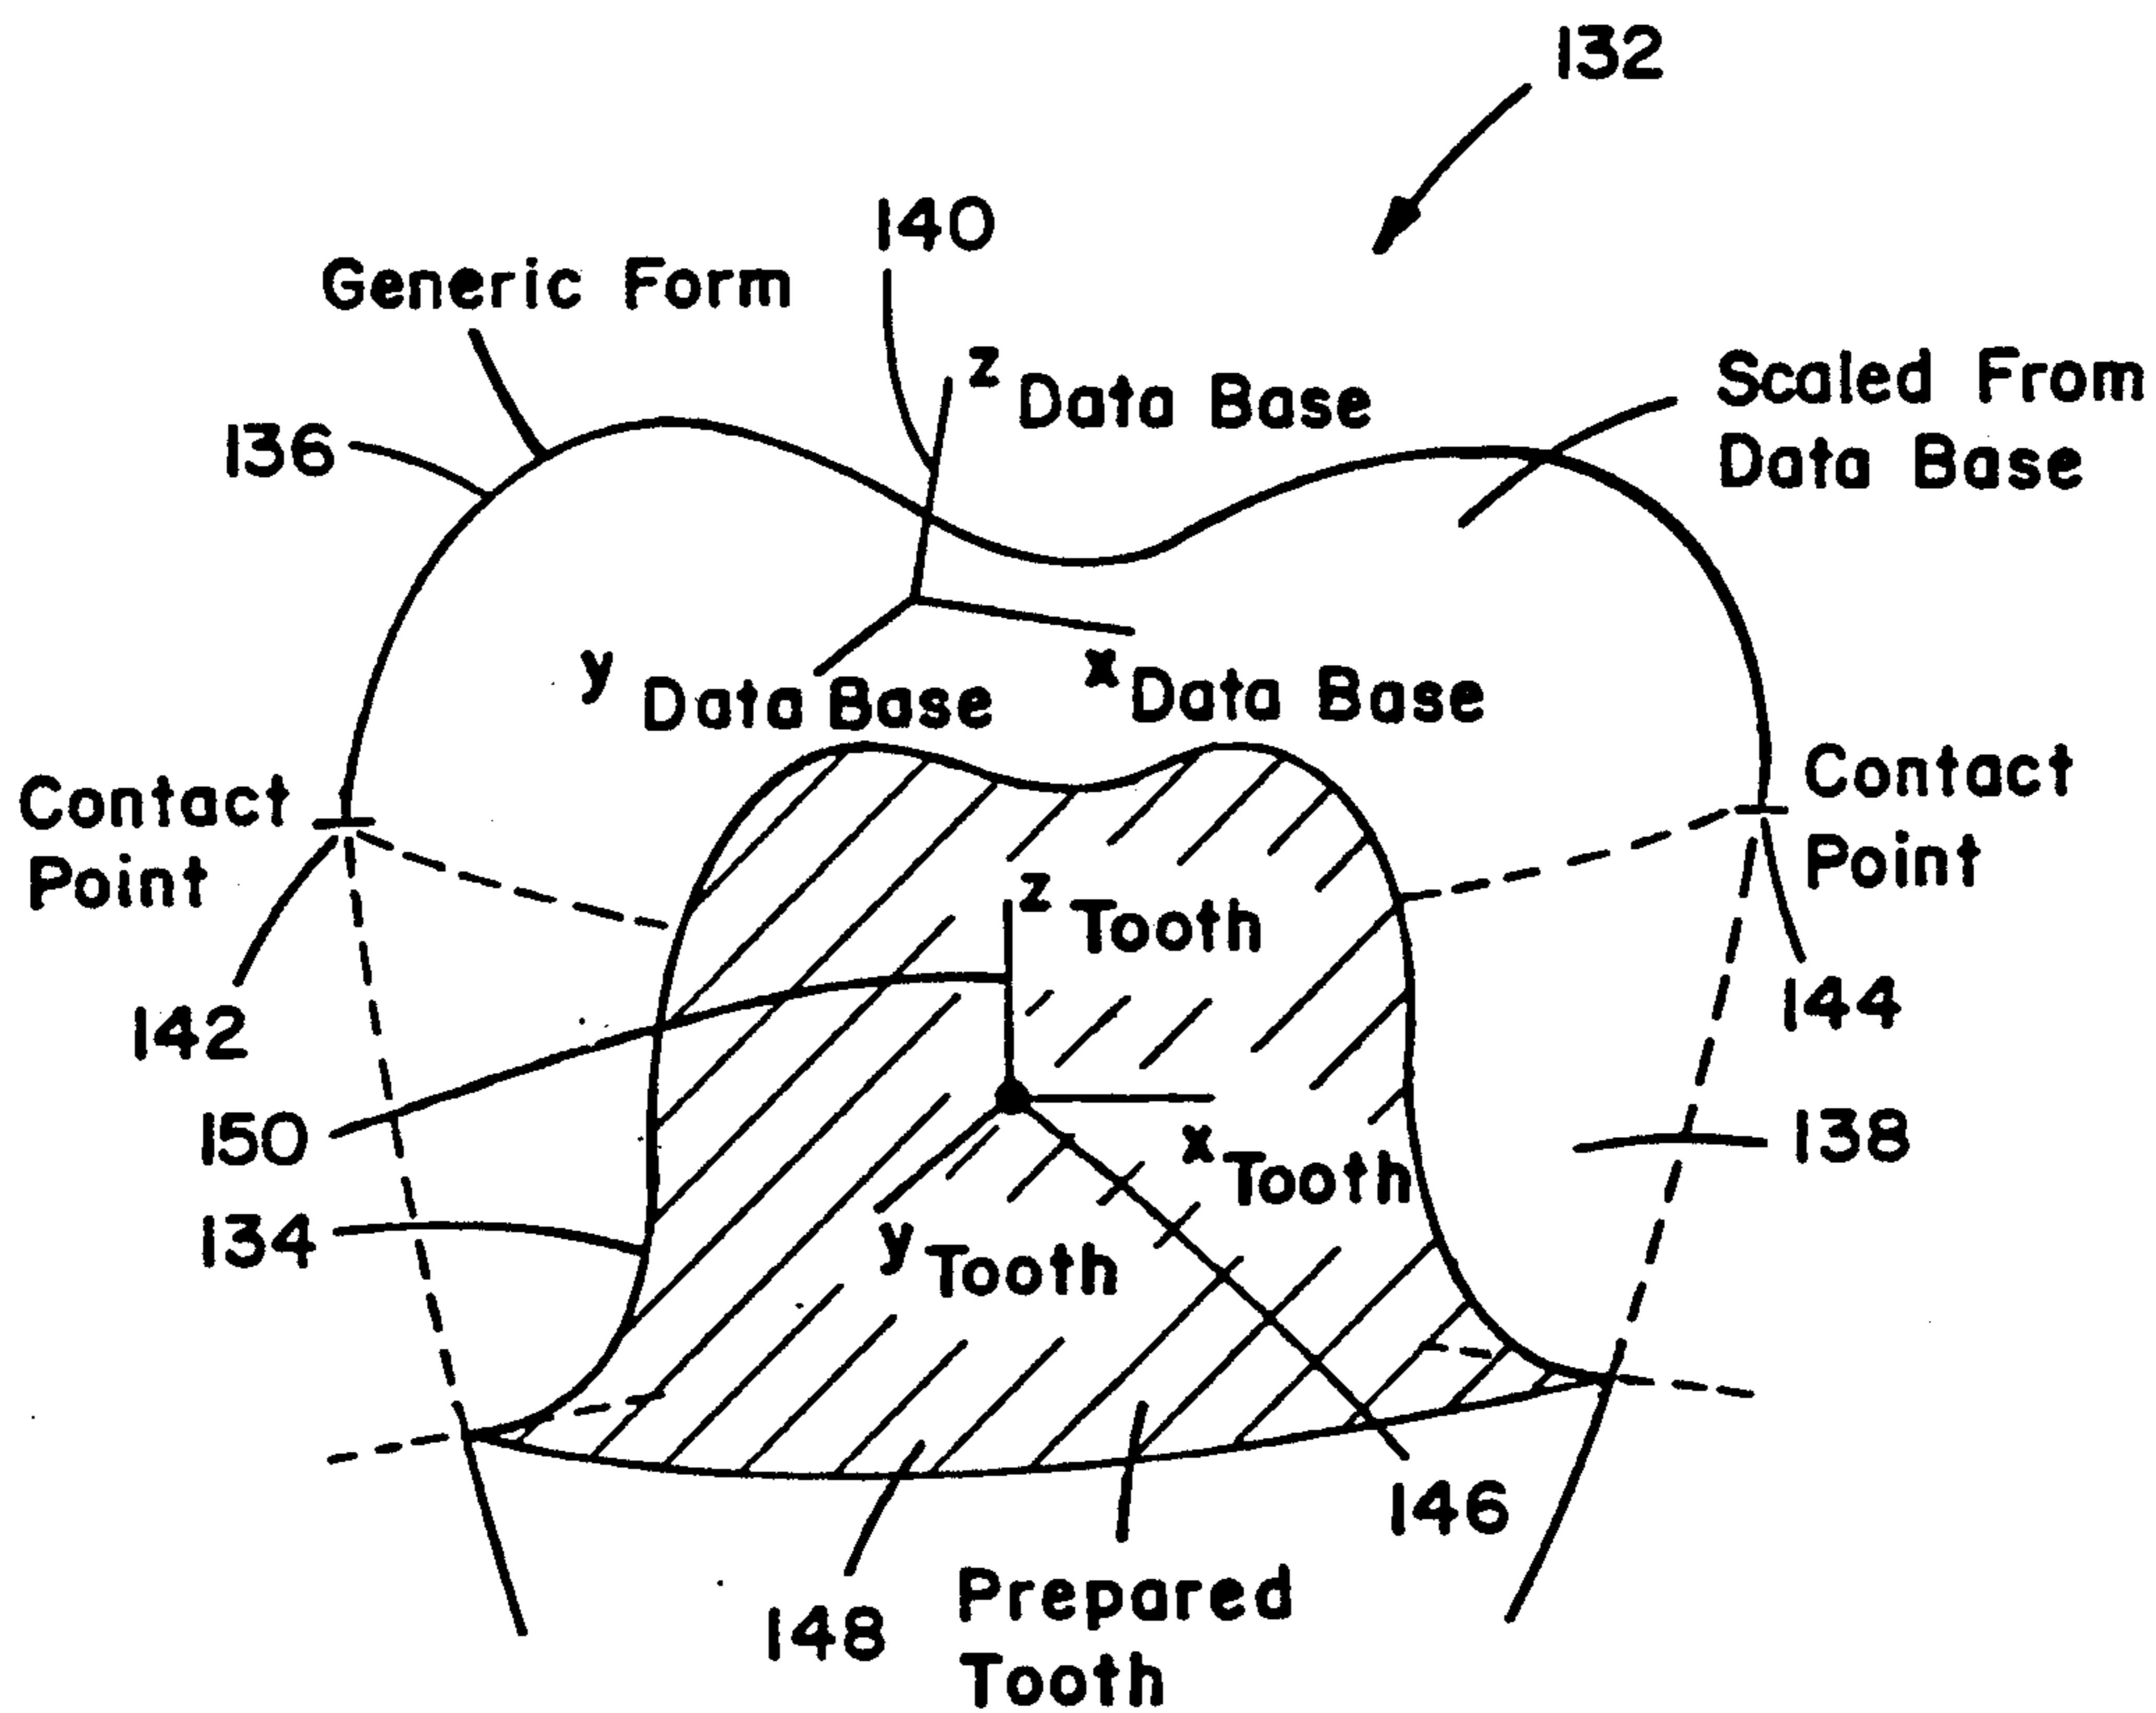 132
140
Generic Form
z Data Base
Scaled From
Data Base
136
y Data Base
x Data Base
Contact
Point
Contact
Point
z Tooth
142
144
150
138
x Tooth
134
y Tooth
146
148
Prepared
Tooth